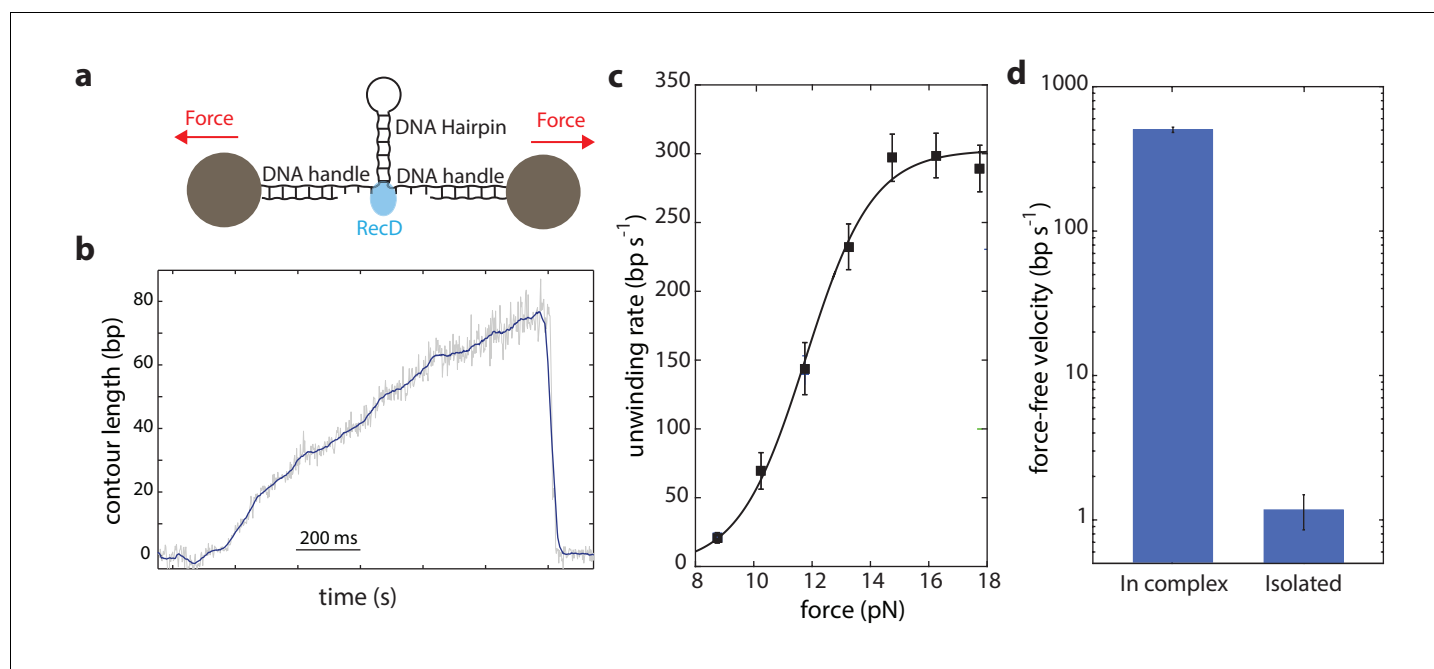 a
Force
Force
DNA Hairpin
DNA handle
DNA handle
RecD
b
contour length (bp)
80
60
40
20
0
200 ms
time (s)
c
unwinding rate (bp s⁻¹)
350
300
250
200
150
100
50
0
8 10 12 14 16 18
force (pN)
d
force-free velocity (bp s⁻¹)
1000
100
10
1
In complex Isolated